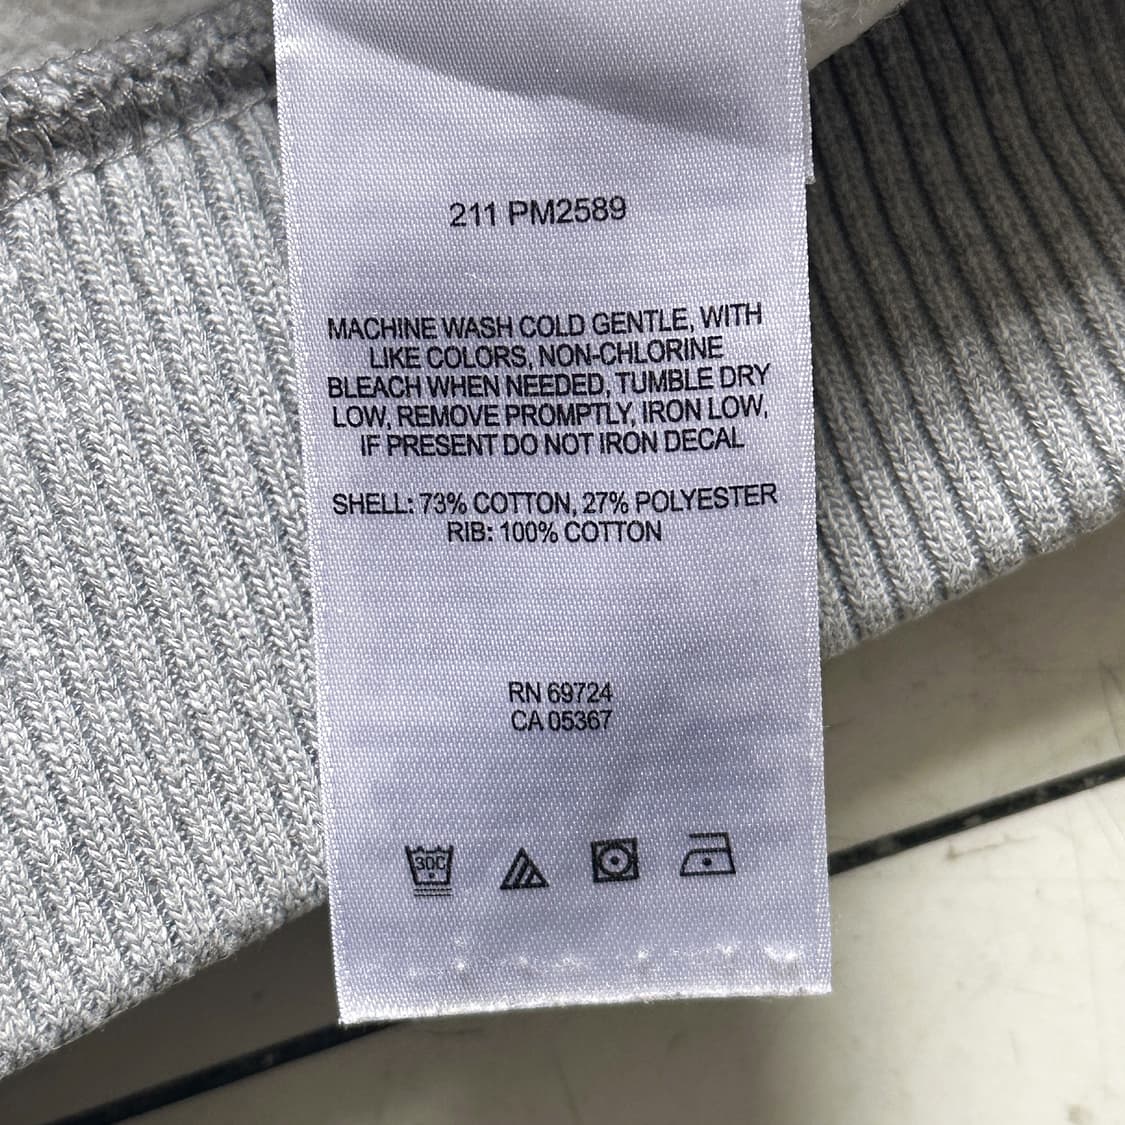 211 PM2589
MACHINE WASH COLD GENTLE, WITH
LIKE COLORS, NON-CHLORINE
BLEACH WHEN NEEDED, TUMBLE DRY
LOW, REMOVE PROMPTLY, IRON LOW,
IF PRESENT DO NOT IRON DECAL
SHELL: 73% COTTON, 27% POLYESTER
RIB: 100% COTTON
RN 69724
CA 05367
30C